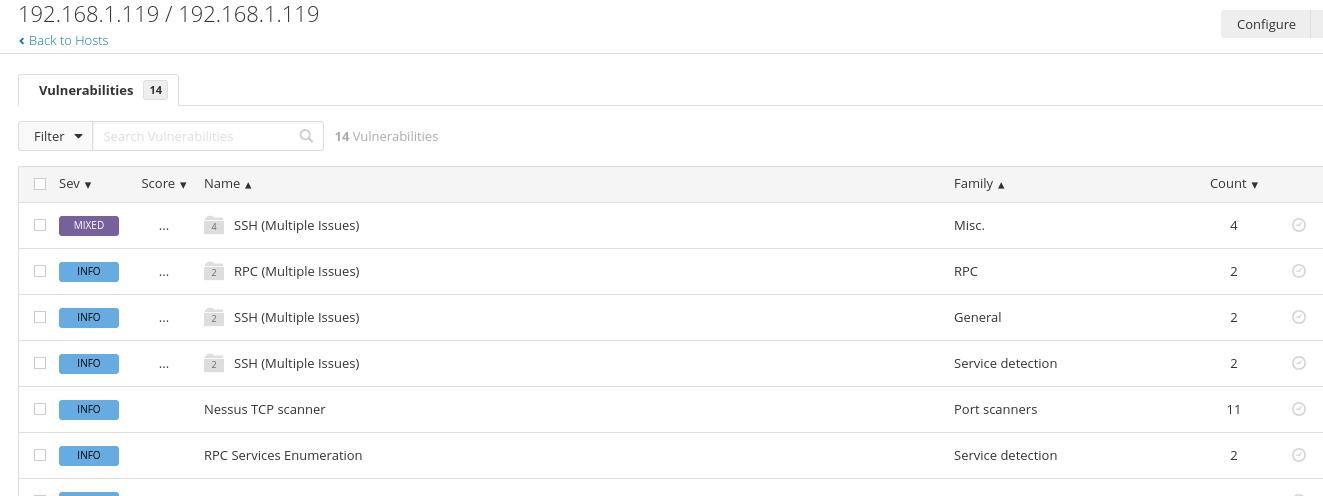 192.168.1.119 / 192.168.1.119
Configure
Back to Hosts
Vulnerabilities 14
Filter Search Vulnerabilities 14 Vulnerabilities
Sev Score Name Family Count
MIXED ... 4 SSH (Multiple Issues) Misc. 4
INFO ... 2 RPC (Multiple Issues) RPC 2
INFO ... 2 SSH (Multiple Issues) General 2
INFO ... 2 SSH (Multiple Issues) Service detection 2
INFO Nessus TCP scanner Port scanners 11
INFO RPC Services Enumeration Service detection 2